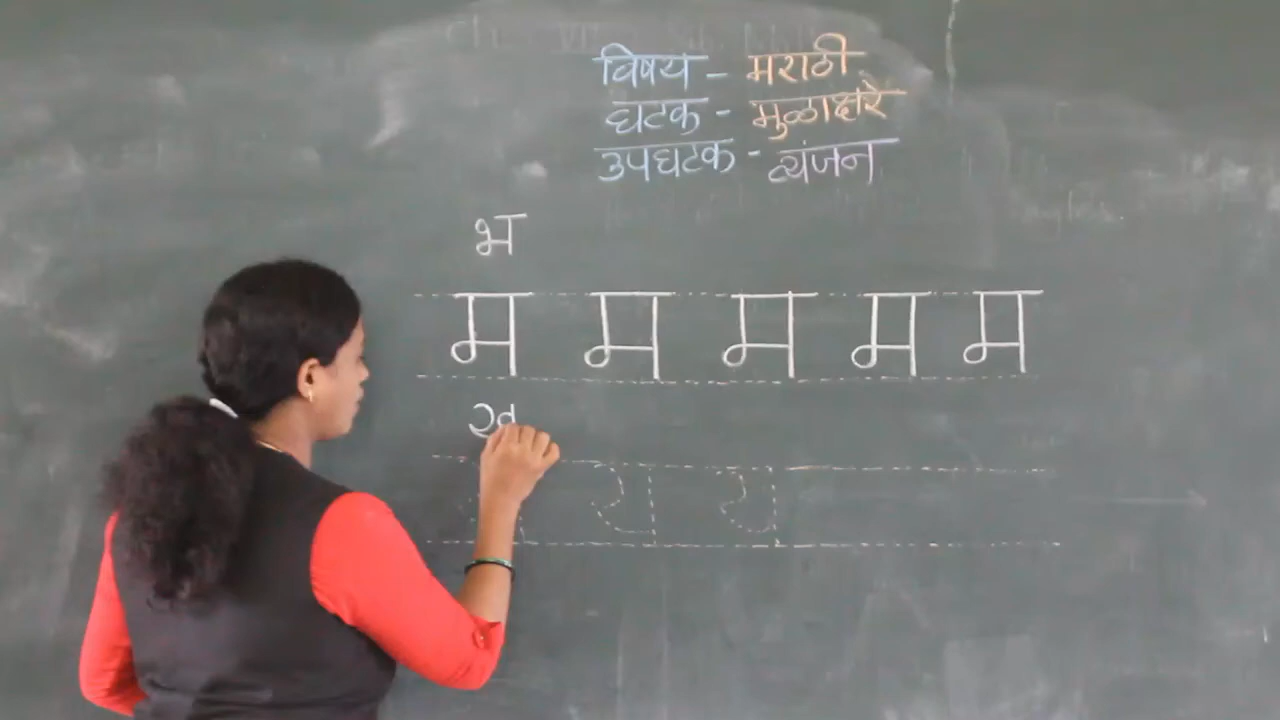 विषय - मराठी
घटक - मुळाक्षरे
उपघटक - व्यंजन
भ
म म म म म
य य